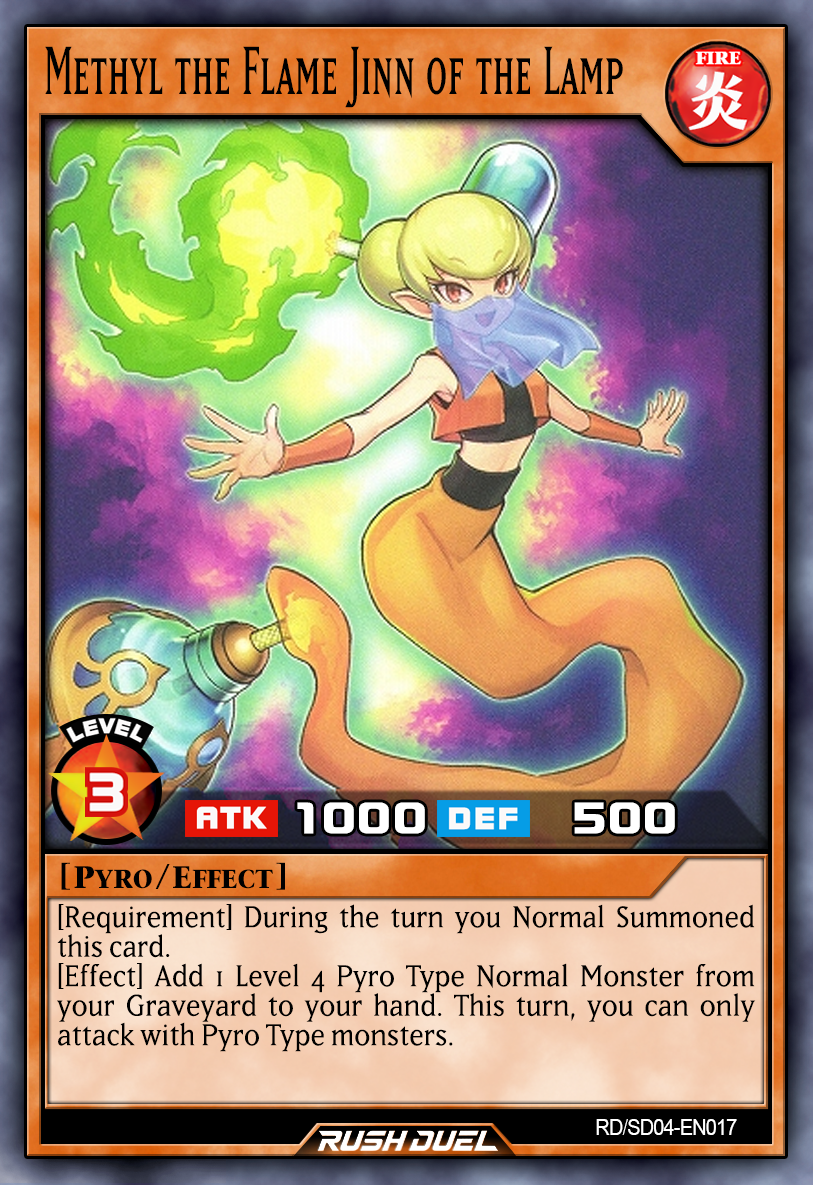 Methyl the Flame Jinn of the Lamp
FIRE
炎
LEVEL
3
ATK 1000 DEF 500
[Pyro/Effect]
[Requirement] During the turn you Normal Summoned
this card.
[Effect] Add 1 Level 4 Pyro Type Normal Monster from
your Graveyard to your hand. This turn, you can only
attack with Pyro Type monsters.
RUSH DUEL
RD/SD04-EN017